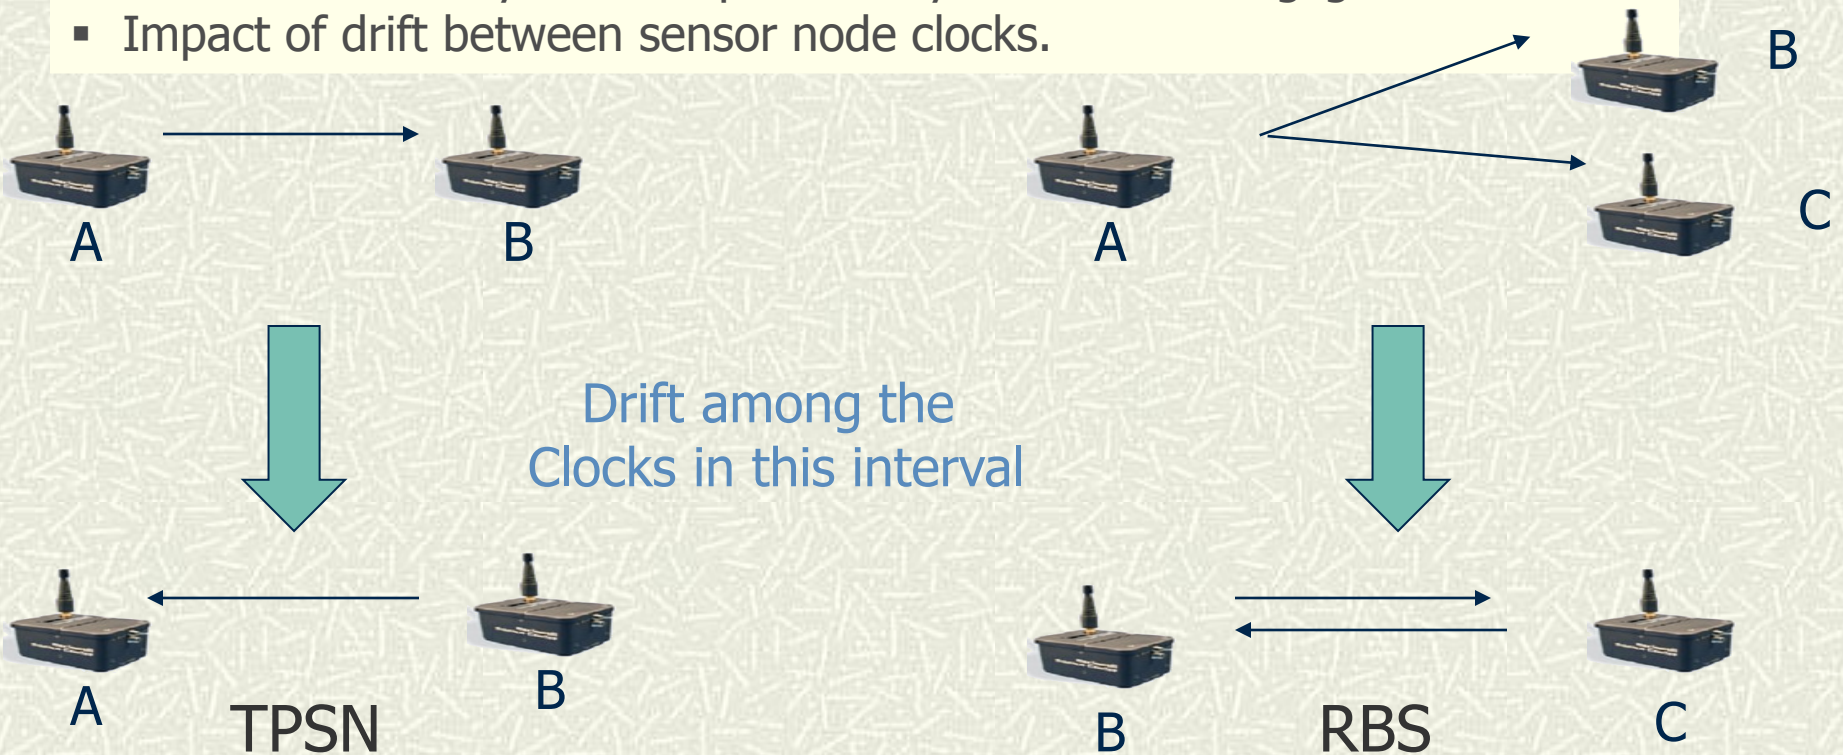 ▪ Impact of drift between sensor node clocks.
B
C
A
B
A
Drift among the
Clocks in this interval
A
B
B
C
TPSN
RBS